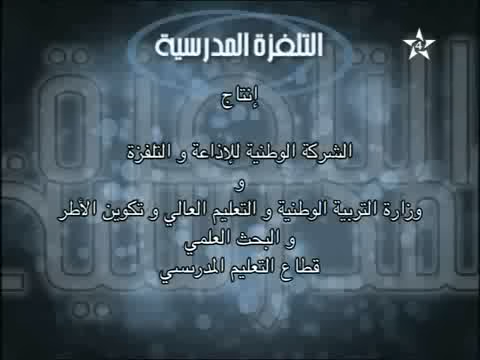 التلفزة المدرسية
4
إنتاج
الشركة الوطنية للإذاعة و التلفزة
و
وزارة التربية الوطنية و التعليم العالي و تكوين الأطر
و البحث العلمي
قطاع التعليم المدرسي